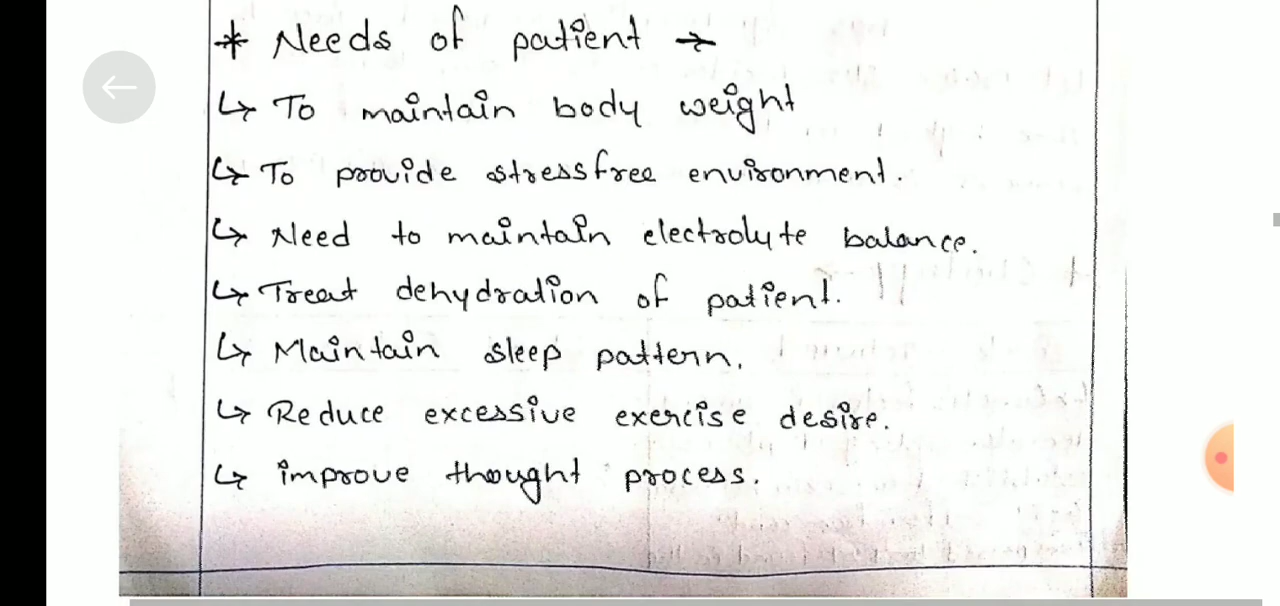 * Needs of patient →
↳ To maintain body weight
↳ To provide stressfree environment.
↳ Need to maintain electrolyte balance.
↳ Treat dehydration of patient.
↳ Maintain sleep pattern.
↳ Reduce excessive exercise desire.
↳ improve thought process.